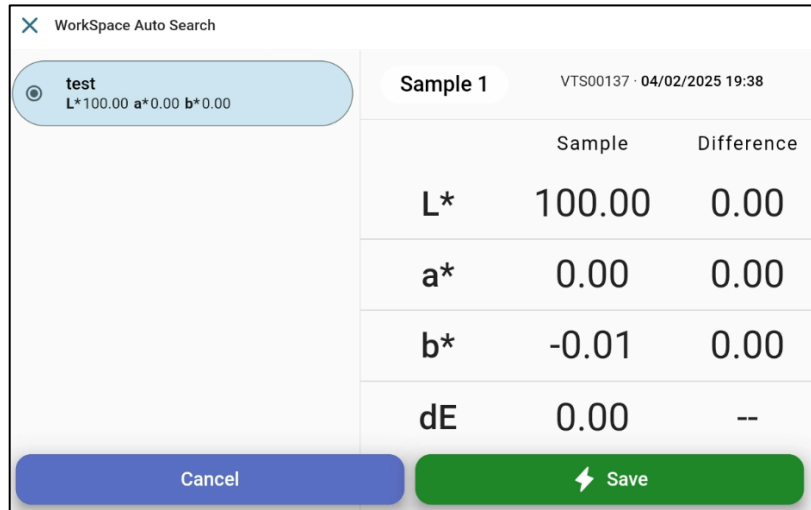 WorkSpace Auto Search
test
L*100.00 a*0.00 b*0.00
Sample 1
VTS00137 · 04/02/2025 19:38
Sample Difference
L* 100.00 0.00
a* 0.00 0.00
b* -0.01 0.00
dE 0.00 --
Cancel
Save